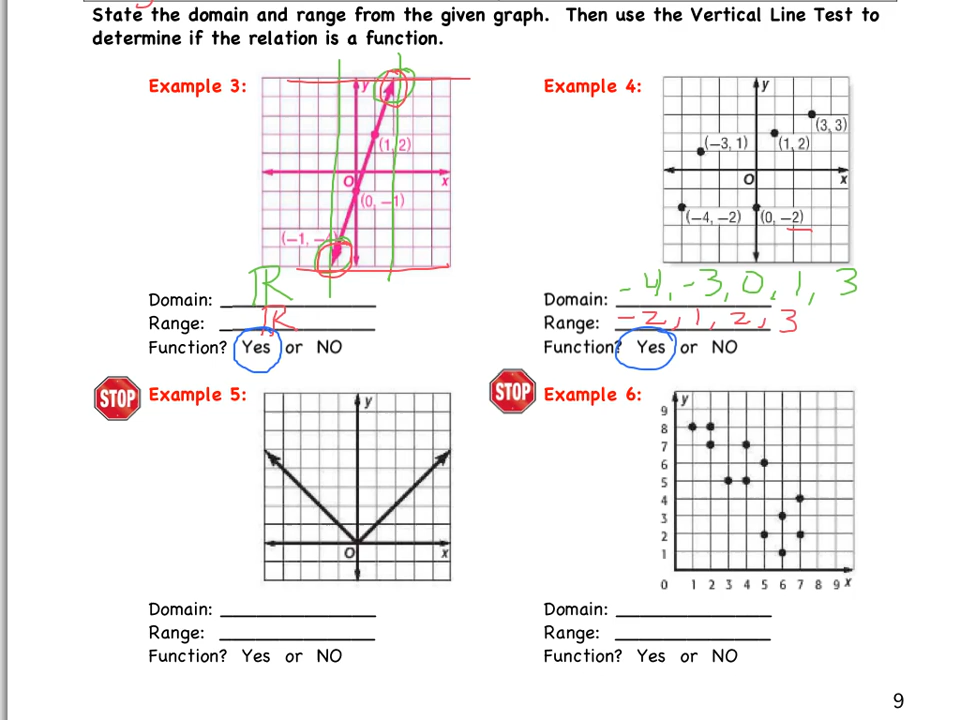 State the domain and range from the given graph. Then use the Vertical Line Test to
determine if the relation is a function.
Example 3:
y
(1, 2)
O
x
(0, -1)
(-1, -
Domain: ℝ
Range: ℝ
Function? Yes or NO
Example 4:
y
(3, 3)
(-3, 1)
(1, 2)
O
x
(-4, -2)
(0, -2)
Domain: -4, -3, 0, 1, 3
Range: -2, 1, 2, 3
Function? Yes or NO
STOP
Example 5:
y
O
x
Domain:
Range:
Function? Yes or NO
STOP
Example 6:
y
9
8
7
6
5
4
3
2
1
0 1 2 3 4 5 6 7 8 9 x
Domain:
Range:
Function? Yes or NO
9